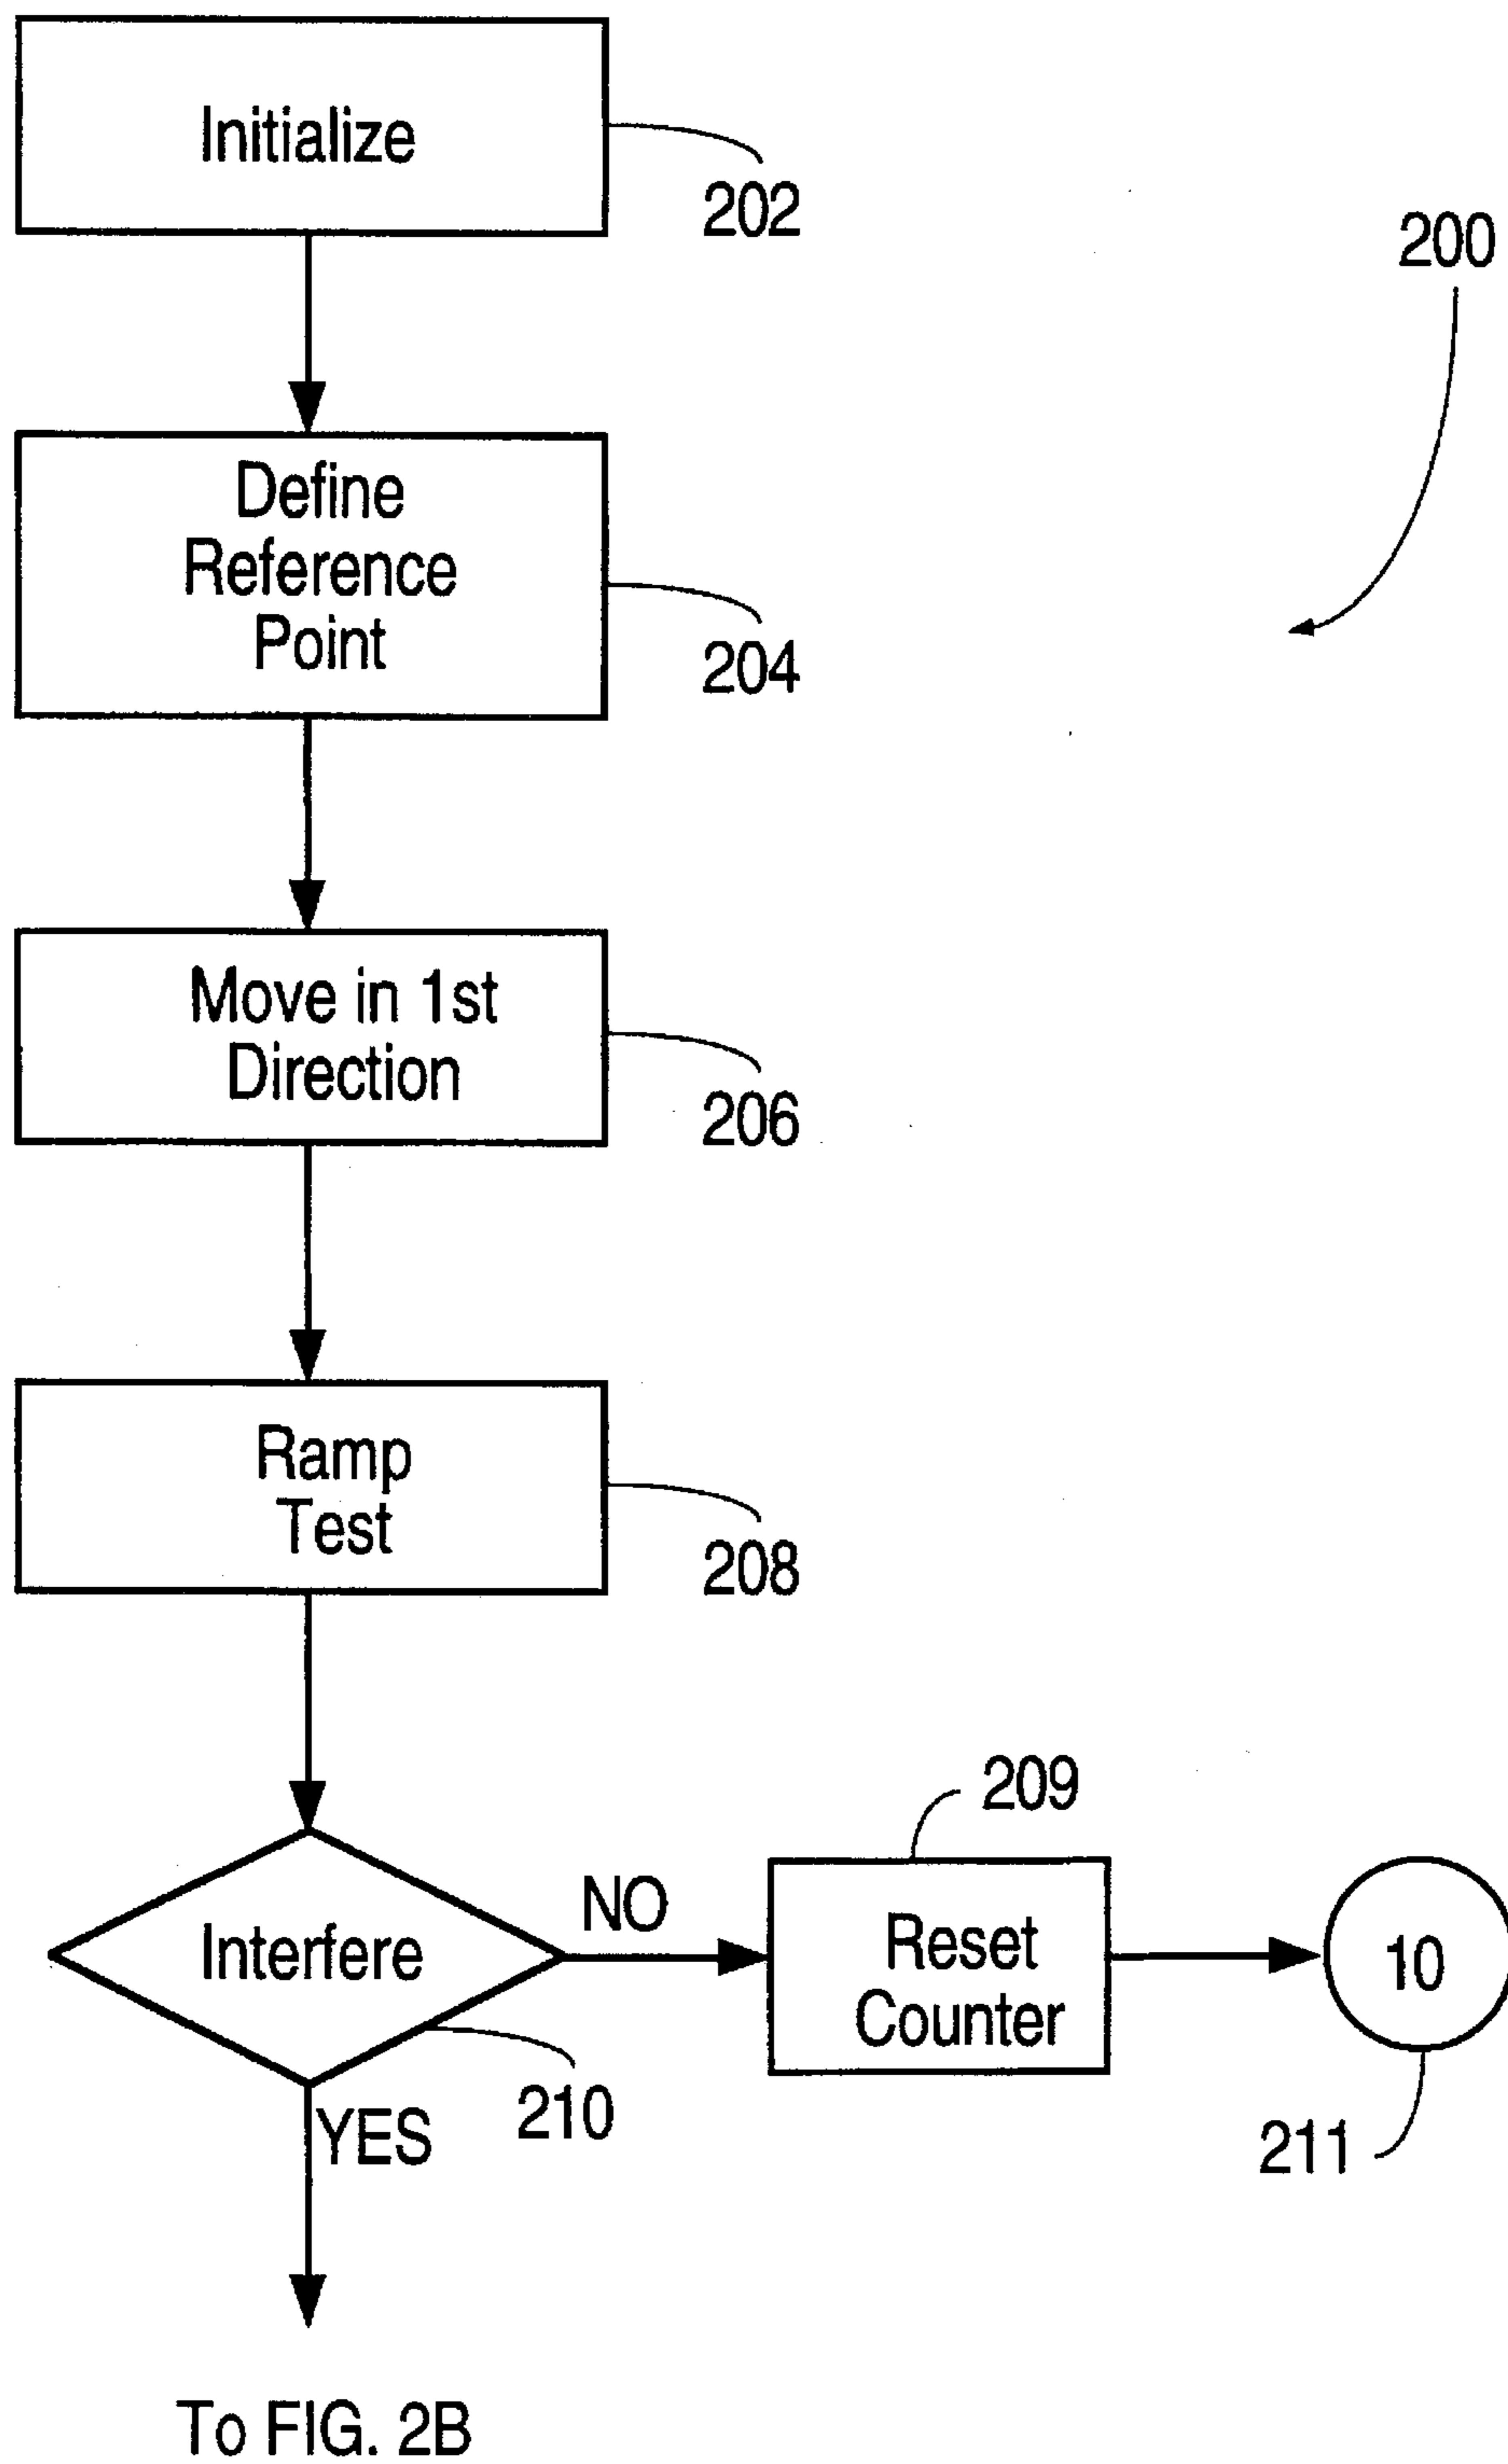 Initialize
202
200
Define
Reference
Point
204
Move in 1st
Direction
206
Ramp
Test
208
209
Interfere
NO
Reset
Counter
10
210
YES
211
To FIG. 2B